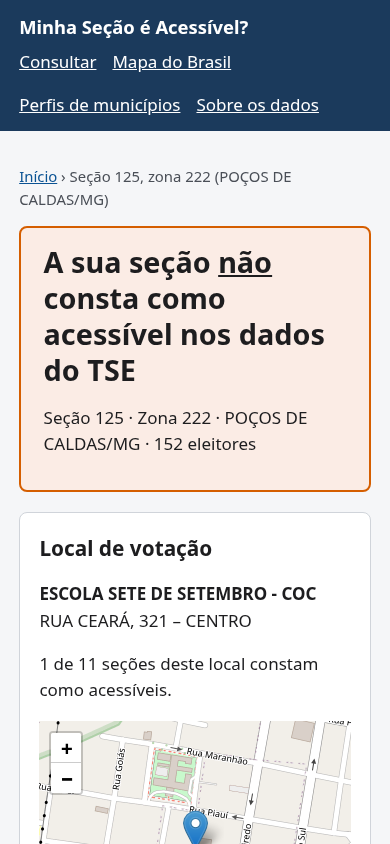 Minha Seção é Acessível?
Consultar Mapa do Brasil
Perfis de municípios Sobre os dados
Início › Seção 125, zona 222 (POÇOS DE
CALDAS/MG)
A sua seção não
consta como
acessível nos dados
do TSE
Seção 125 · Zona 222 · POÇOS DE
CALDAS/MG · 152 eleitores
Local de votação
ESCOLA SETE DE SETEMBRO - COC
RUA CEARÁ, 321 – CENTRO
1 de 11 seções deste local constam
como acessíveis.
+
−
Rua Goiás
Rua Maranhão
Rua Piauí